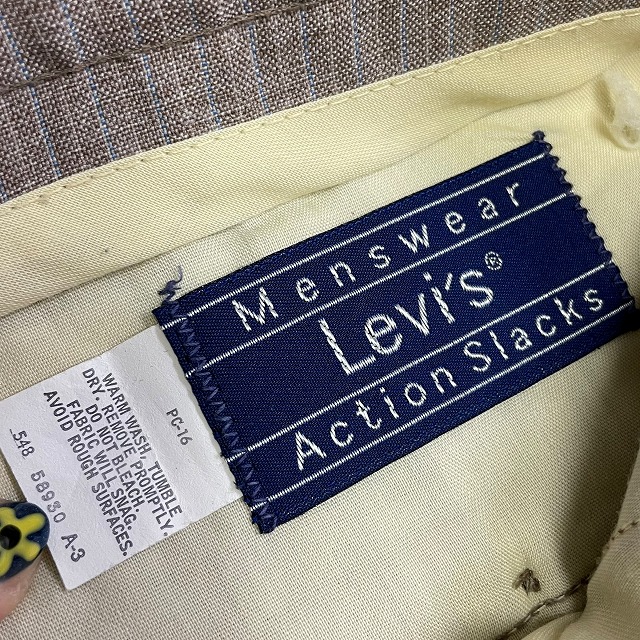 Menswear
Levi's®
Action Slacks
PC-16
WARM WASH, TUMBLE
DRY, REMOVE PROMPTLY.
DO NOT BLEACH.
FABRIC WILL SNAG.
AVOID ROUGH SURFACES.
548 58930 A-3